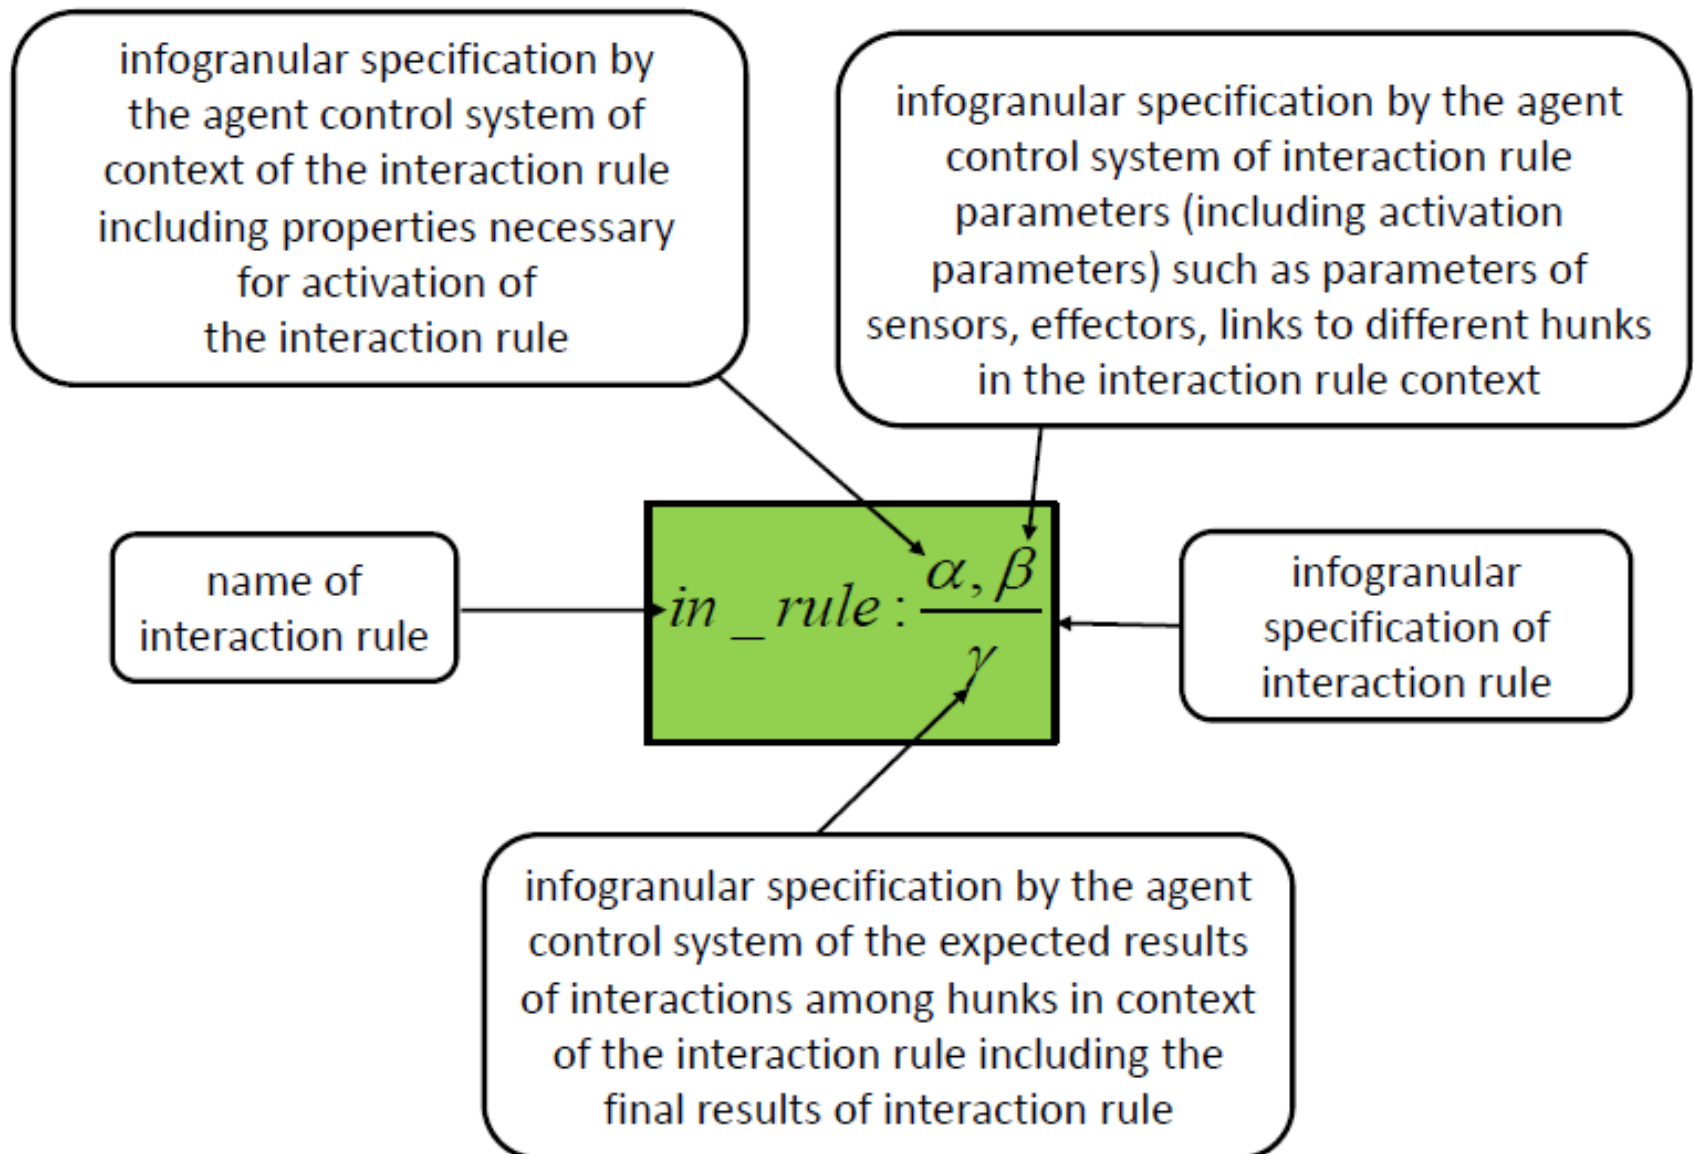 infogranular specification by
the agent control system of
context of the interaction rule
including properties necessary
for activation of
the interaction rule
infogranular specification by the agent
control system of interaction rule
parameters (including activation
parameters) such as parameters of
sensors, effectors, links to different hunks
in the interaction rule context
name of
interaction rule
in _ rule : α, β / γ
infogranular
specification of
interaction rule
infogranular specification by the agent
control system of the expected results
of interactions among hunks in context
of the interaction rule including the
final results of interaction rule